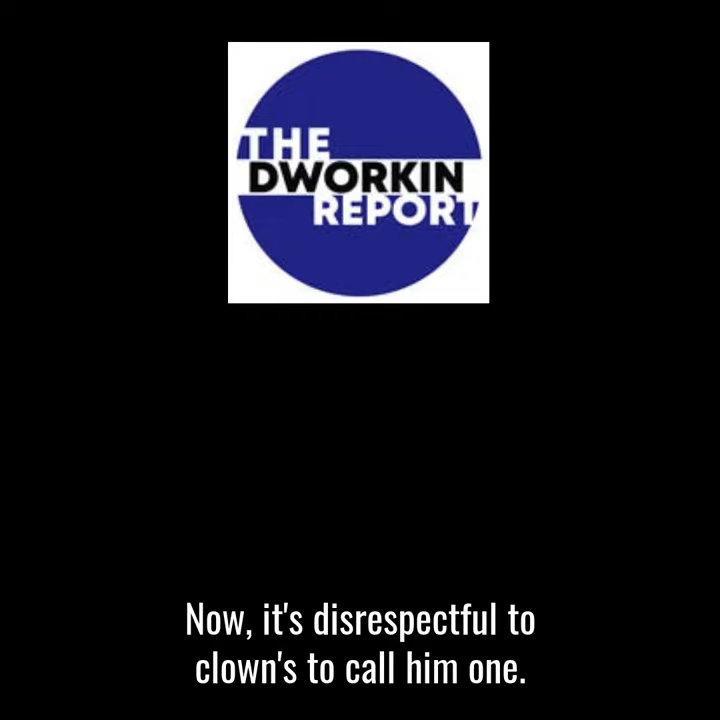 THE
DWORKIN
REPORT
Now, it's disrespectful to
clown's to call him one.